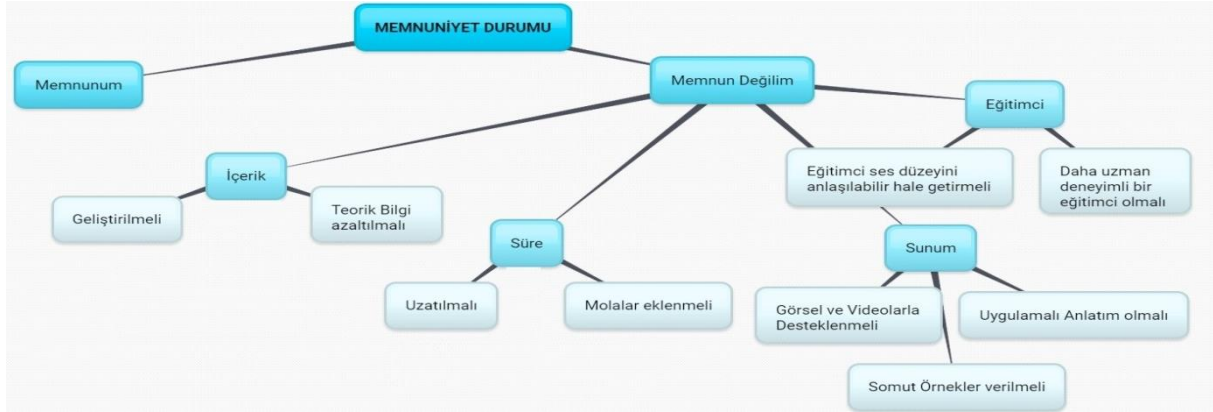 MEMNUNİYET DURUMU
Memnunum
Memnun Değilim
Eğitimci
İçerik
Eğitimci ses düzeyini
anlaşılabilir hale getirmeli
Daha uzman
deneyimli bir
eğitimci olmalı
Geliştirilmeli
Teorik Bilgi
azaltılmalı
Süre
Sunum
Uzatılmalı
Molalar eklenmeli
Görsel ve Videolarla
Desteklenmeli
Uygulamalı Anlatım olmalı
Somut Örnekler verilmeli